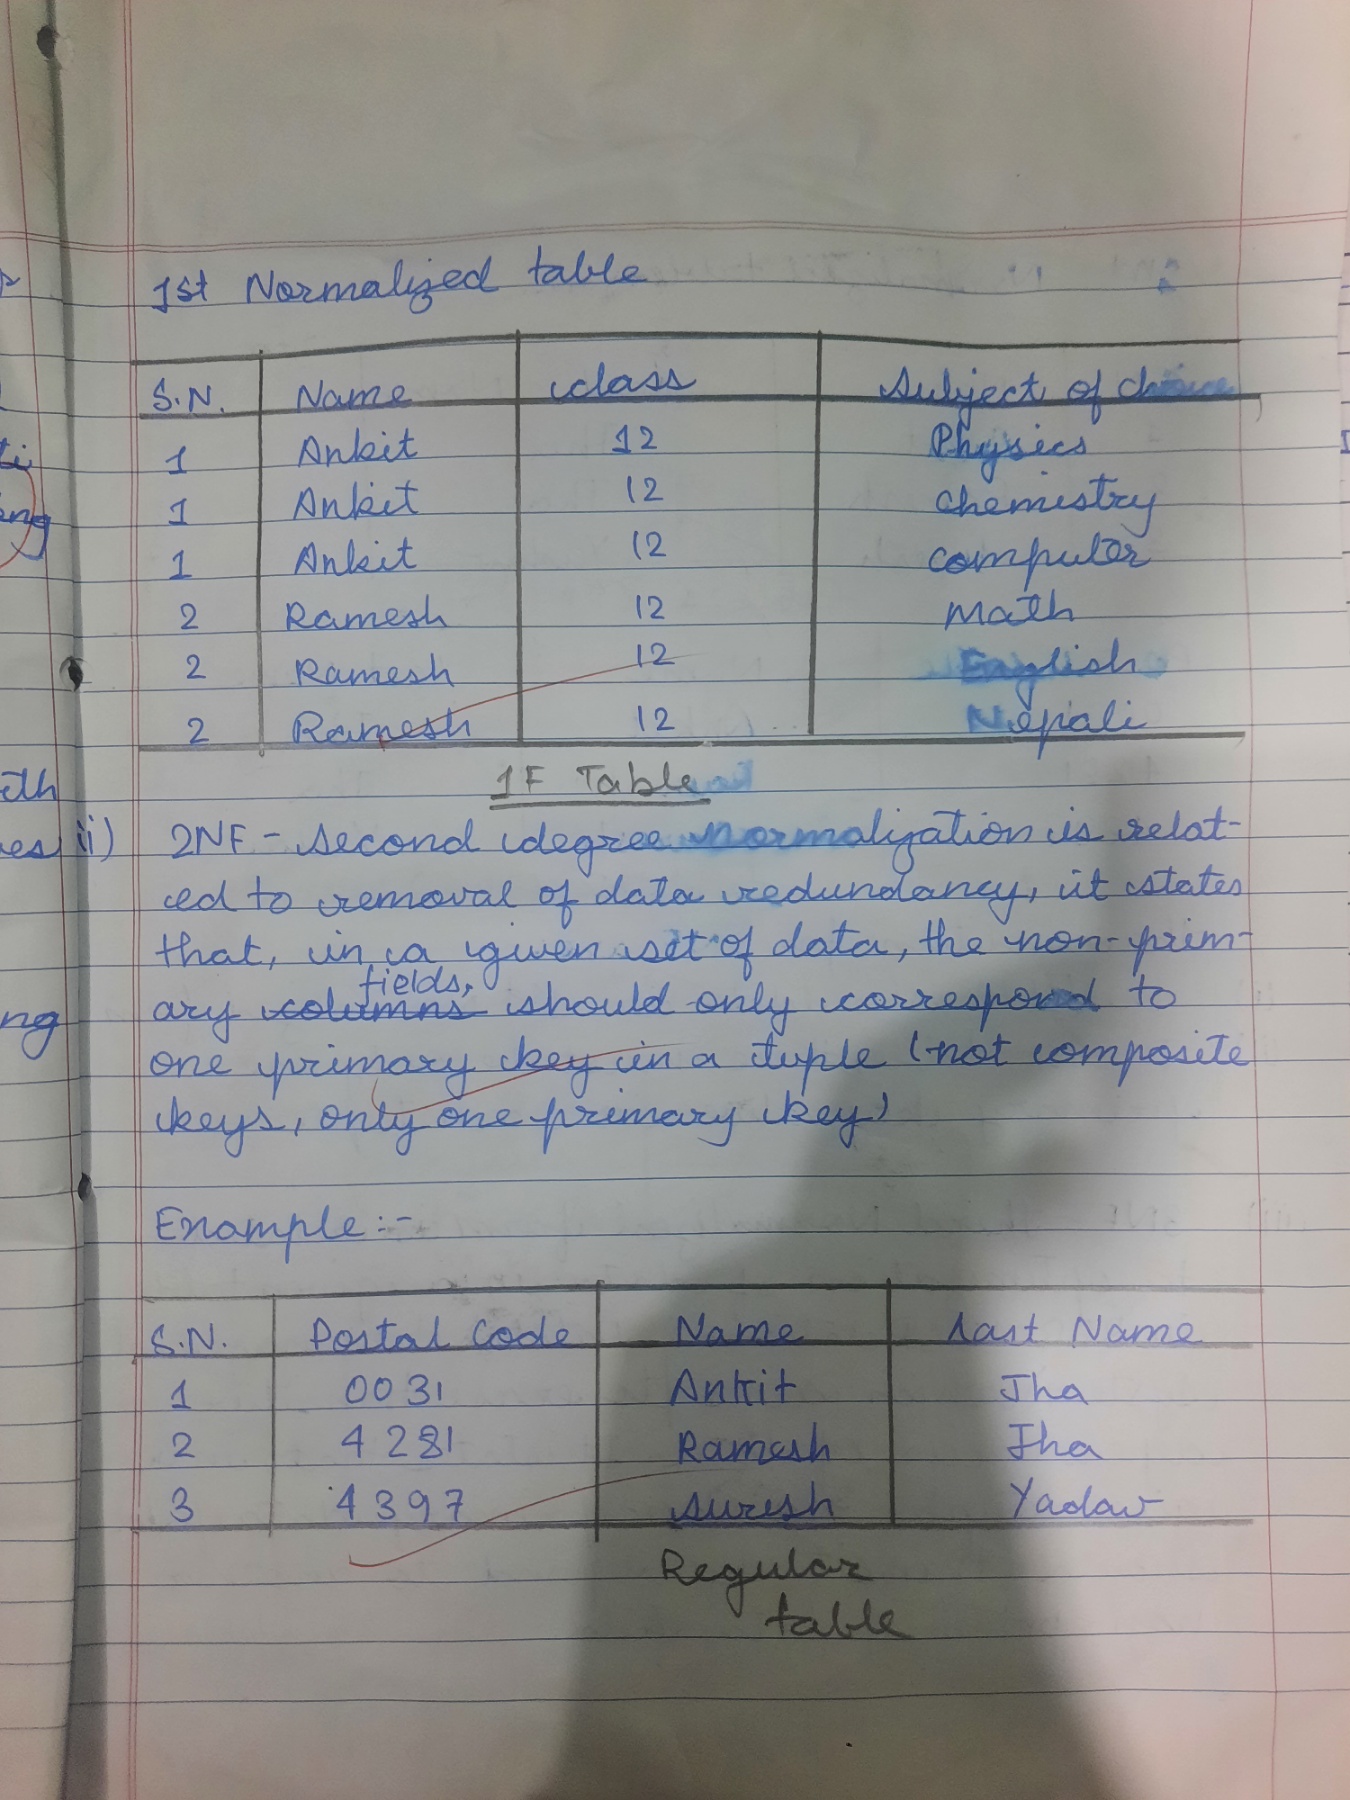 1st Normalized table
S.N. Name class Subject of choice
1 Ankit 12 Physics
1 Ankit 12 chemistry
1 Ankit 12 computer
2 Ramesh 12 Math
2 Ramesh 12 English
2 Ramesh 12 Nepali
1F Table
ii) 2NF - Second degree Normalization is relat-
ed to removal of data redundancy, it states
that, in a given set of data, the non-prim-
fields,
ary columns should only correspond to
one primary key in a tuple (not composite
keys, only one primary key)
Example:-
S.N. Postal Code Name Last Name
1 0031 Ankit Jha
2 4281 Ramesh Jha
3 4397 Suresh Yadav
Regular
table